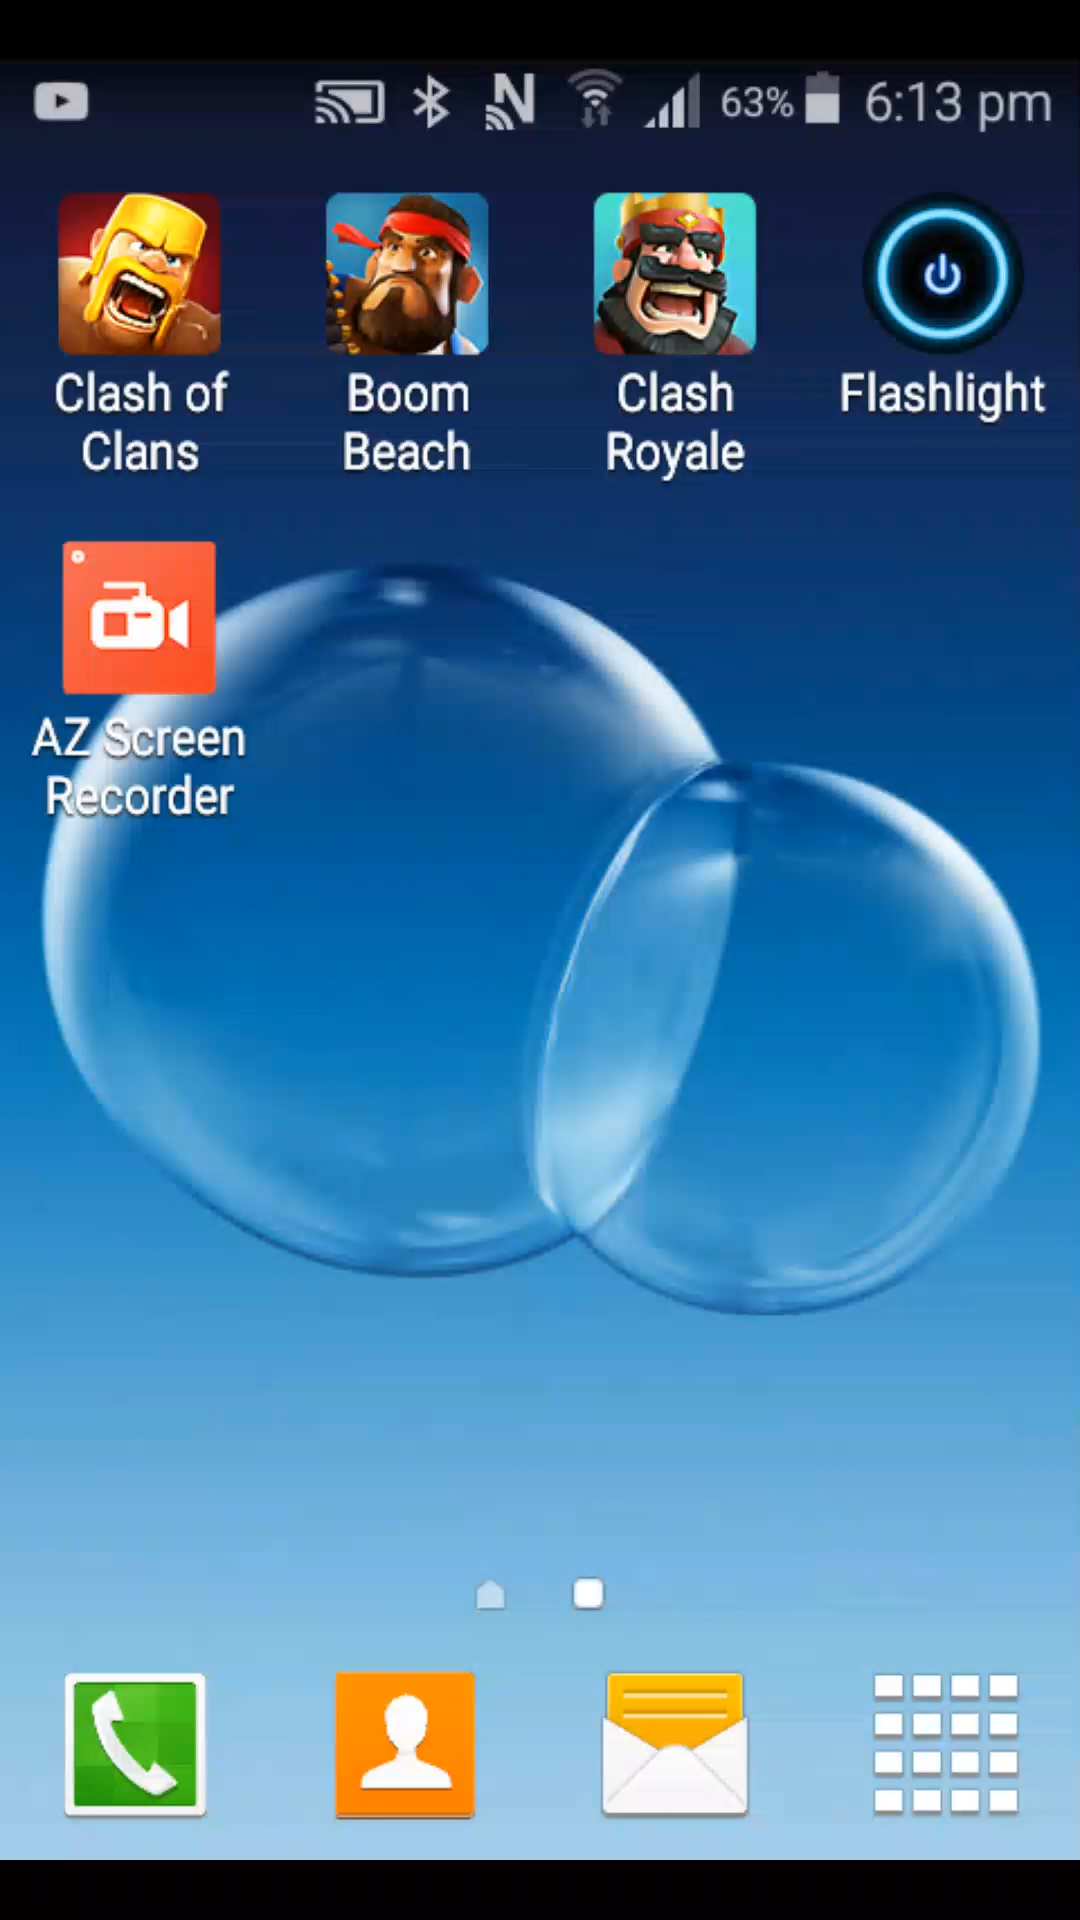 63% 6:13 pm
Clash of
Clans
Boom
Beach
Clash
Royale
Flashlight
AZ Screen
Recorder